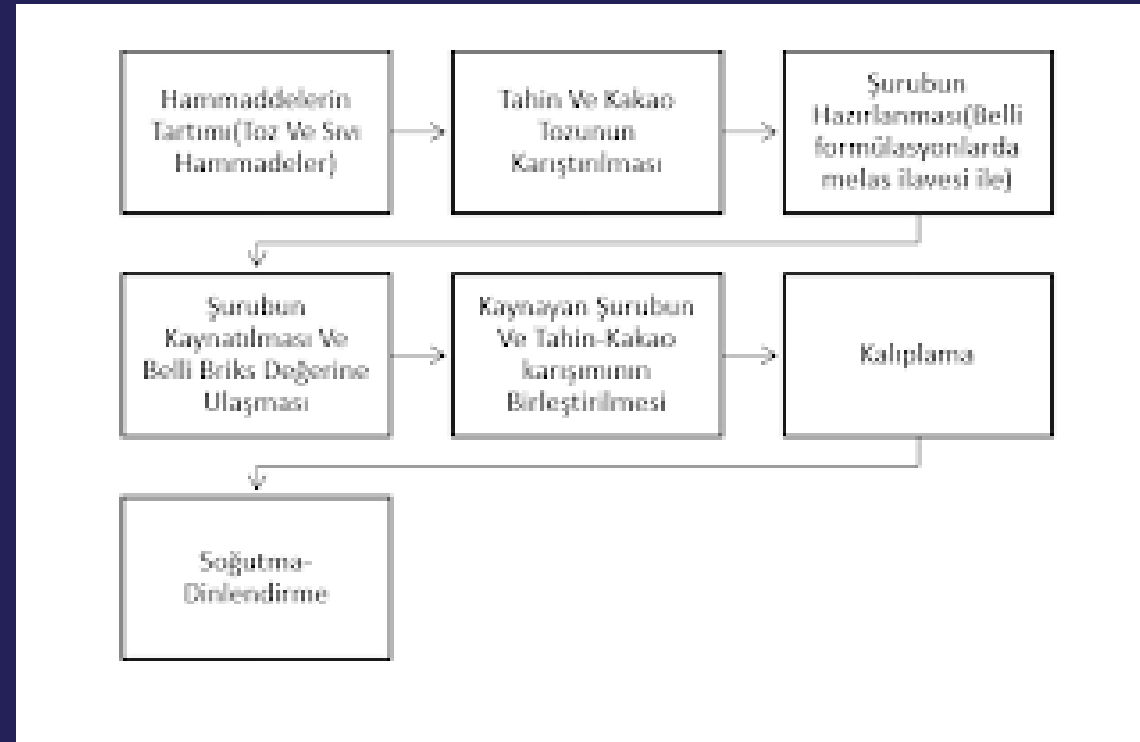 Hammaddelerin
Tartımı(Toz Ve Sıvı
Hammadeler)
Tahin Ve Kakao
Tozunun
Karıştırılması
Şurubun
Hazırlanması(Belli
formülasyonlarda
melas ilavesi ile)
Şurubun
Kaynatılması Ve
Belli Briks Değerine
Ulaşması
Kaynayan Şurubun
Ve Tahin-Kakao
karışımının
Birleştirilmesi
Kalıplama
Soğutma-
Dinlendirme